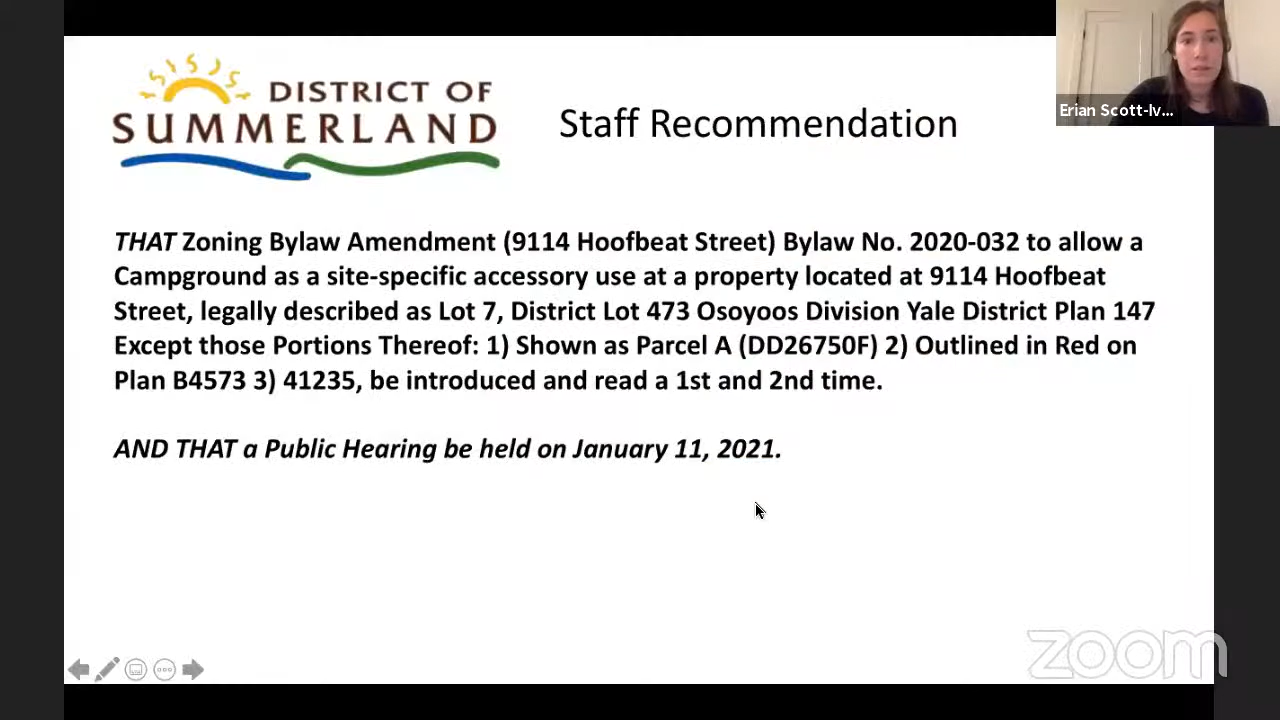 DISTRICT OF
SUMMERLAND
Staff Recommendation
Erian Scott-Iv...
THAT Zoning Bylaw Amendment (9114 Hoofbeat Street) Bylaw No. 2020-032 to allow a
Campground as a site-specific accessory use at a property located at 9114 Hoofbeat
Street, legally described as Lot 7, District Lot 473 Osoyoos Division Yale District Plan 147
Except those Portions Thereof: 1) Shown as Parcel A (DD26750F) 2) Outlined in Red on
Plan B4573 3) 41235, be introduced and read a 1st and 2nd time.
AND THAT a Public Hearing be held on January 11, 2021.
zoom